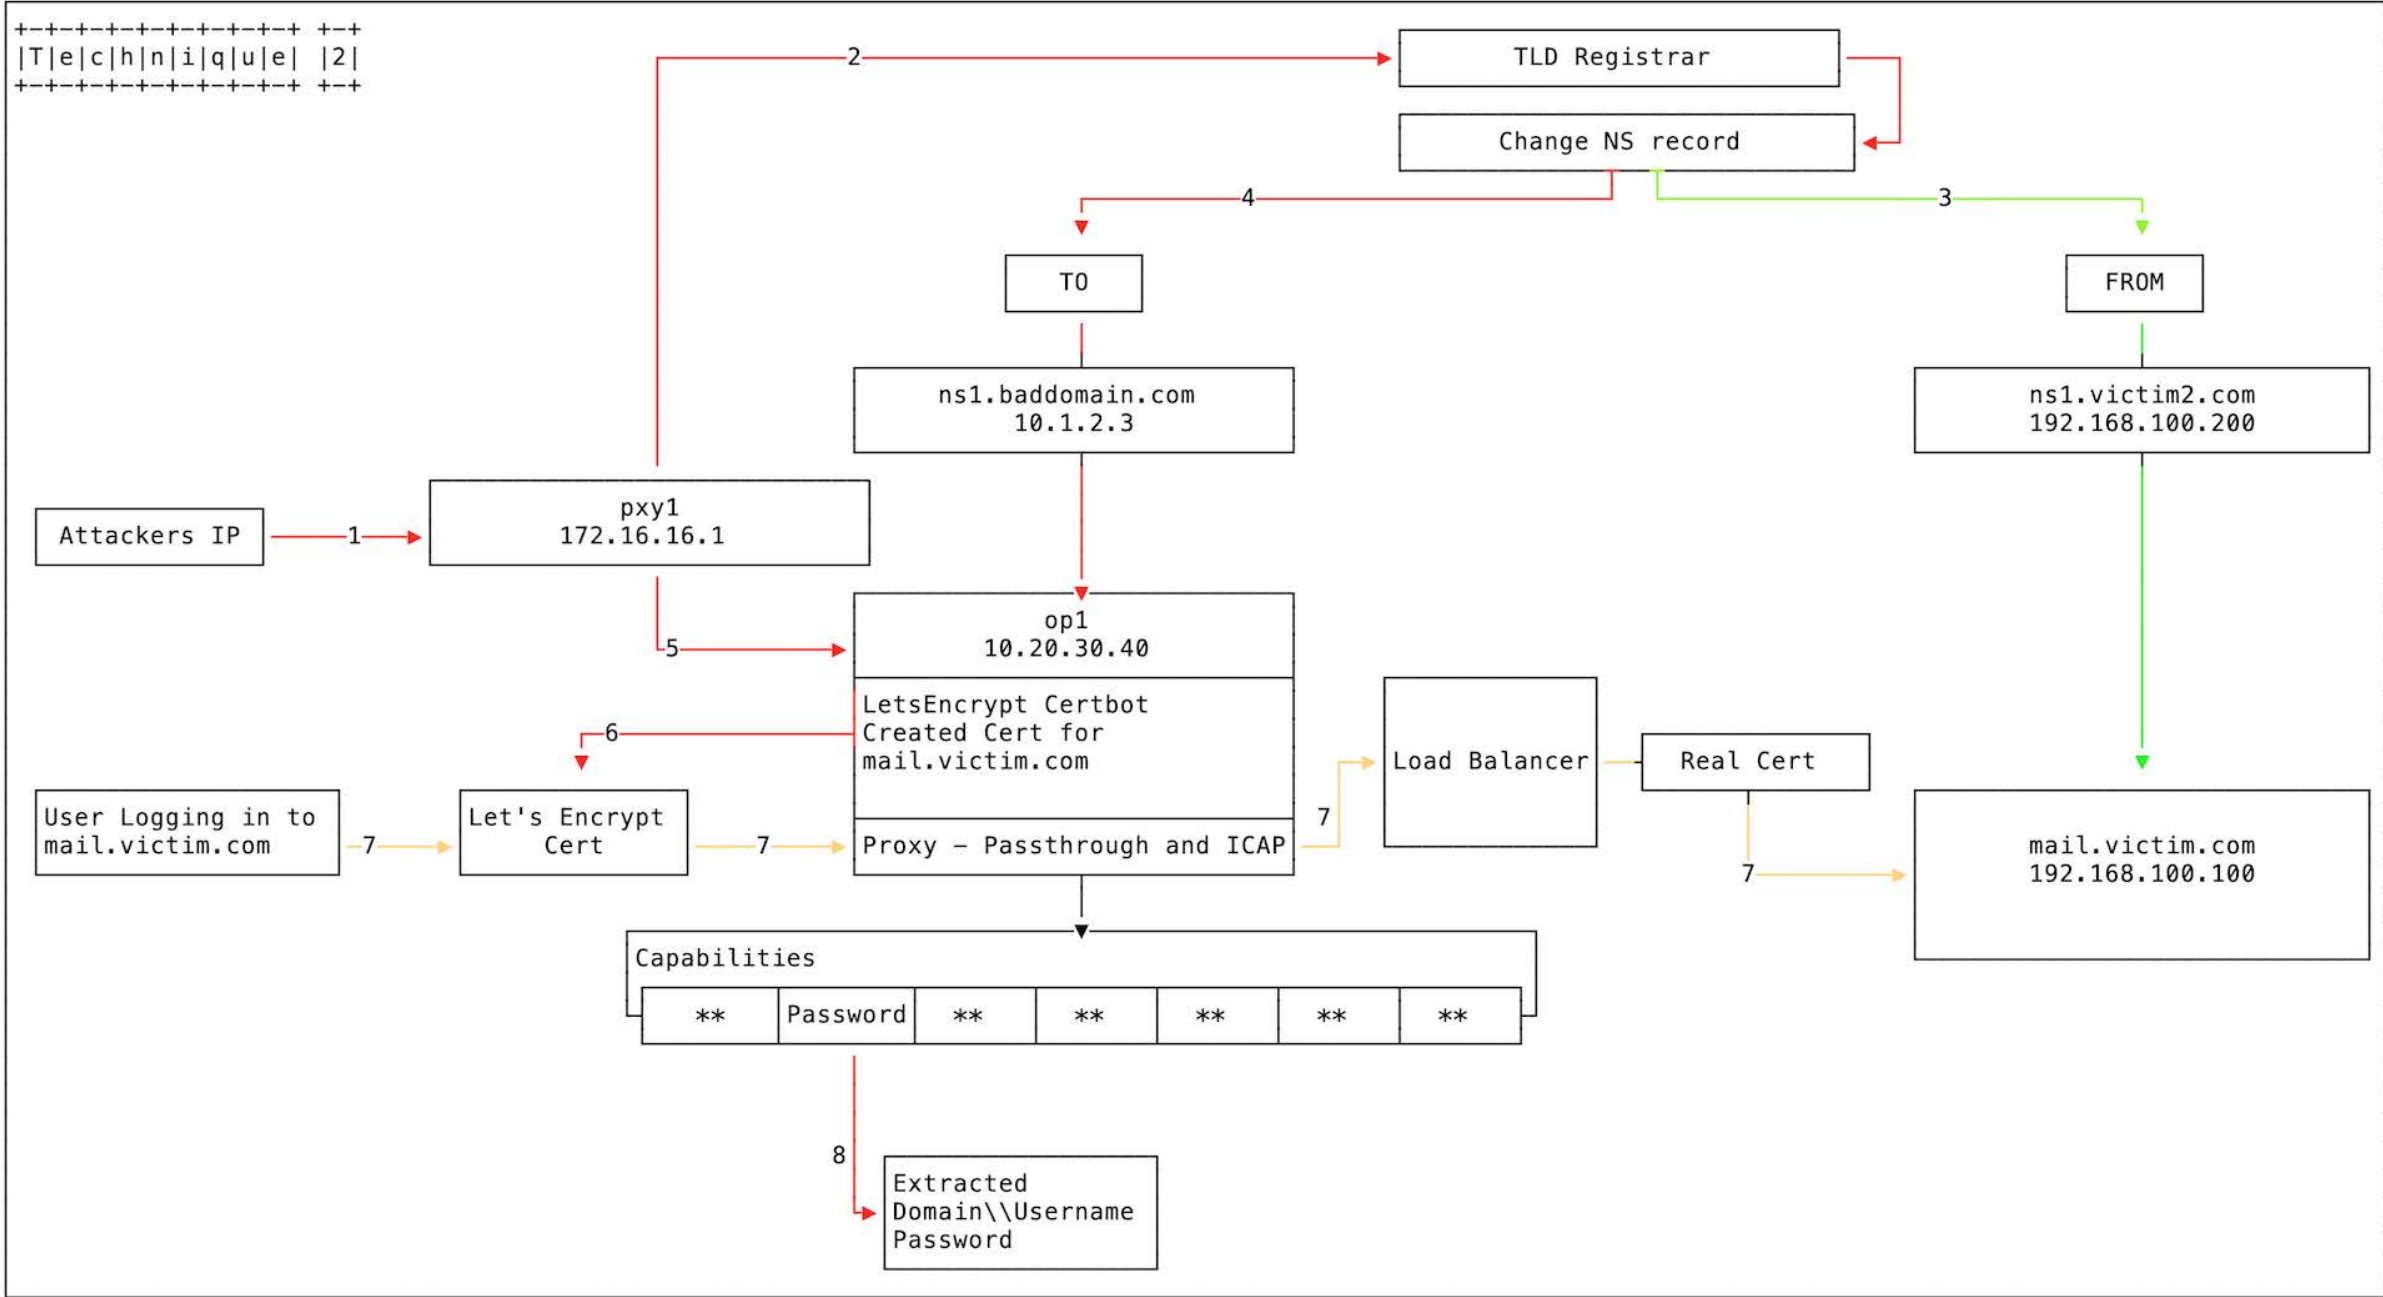 +-+-+-+-+-+-+-+-+-+ +-+
|T|e|c|h|n|i|q|u|e| |2|
+-+-+-+-+-+-+-+-+-+ +-+
2
TLD Registrar
Change NS record
4
3
TO
FROM
ns1.baddomain.com
10.1.2.3
ns1.victim2.com
192.168.100.200
Attackers IP
1
pxy1
172.16.16.1
5
op1
10.20.30.40
LetsEncrypt Certbot
Created Cert for
mail.victim.com
6
Load Balancer
Real Cert
User Logging in to
mail.victim.com
7
Let's Encrypt
Cert
7
Proxy – Passthrough and ICAP
7
7
mail.victim.com
192.168.100.100
Capabilities
** Password ** ** ** ** **
8
Extracted
Domain\\Username
Password